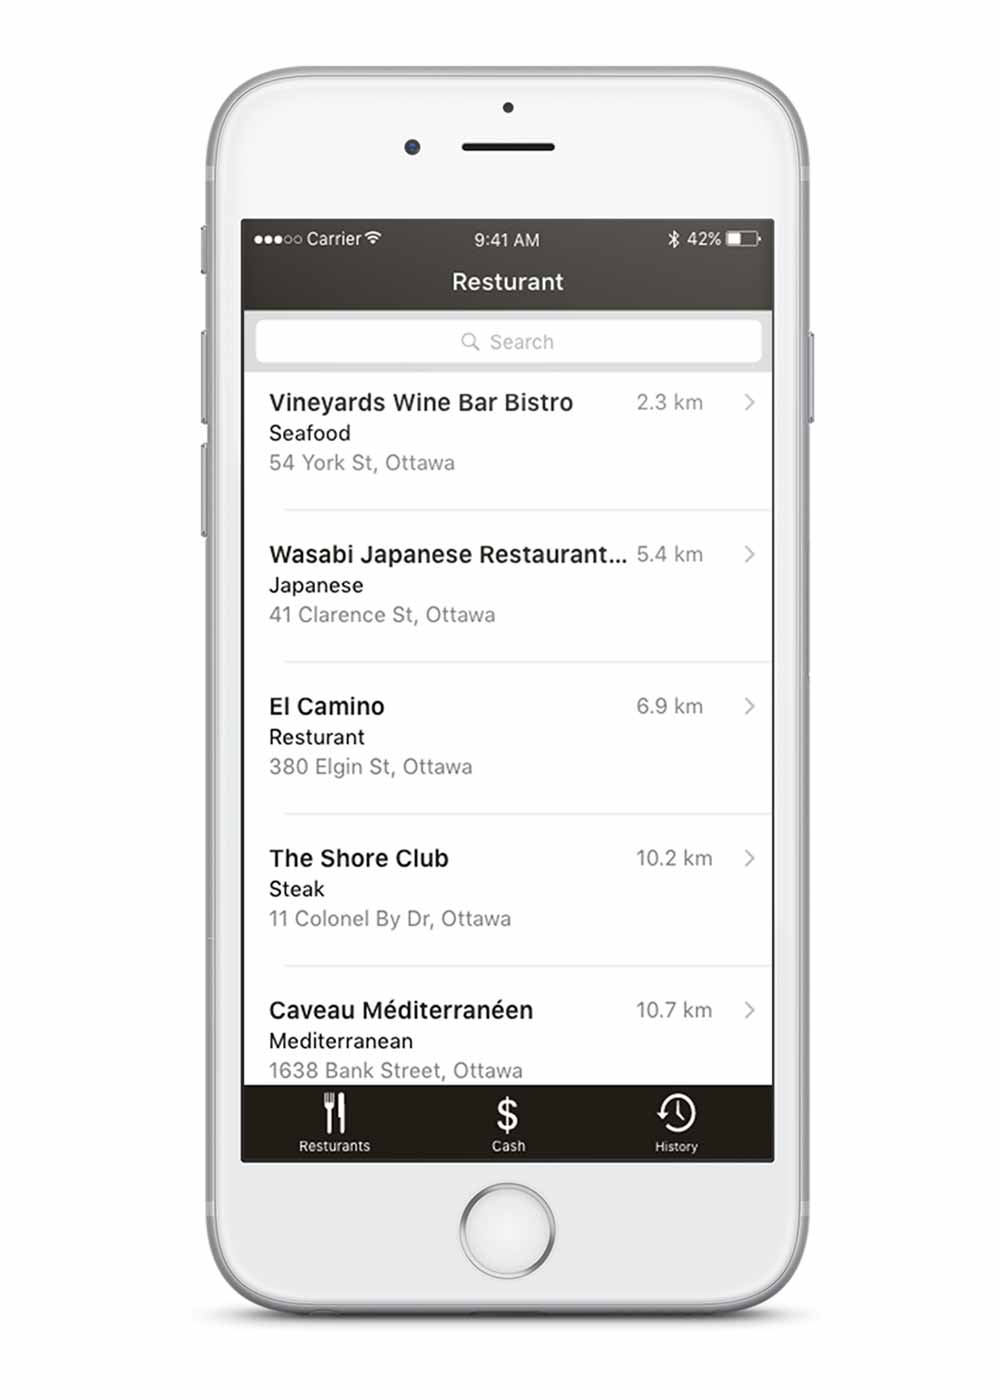 Carrier 9:41 AM 42%
Resturant
Search
Vineyards Wine Bar Bistro 2.3 km
Seafood
54 York St, Ottawa
Wasabi Japanese Restaurant... 5.4 km
Japanese
41 Clarence St, Ottawa
El Camino 6.9 km
Resturant
380 Elgin St, Ottawa
The Shore Club 10.2 km
Steak
11 Colonel By Dr, Ottawa
Caveau Méditerranéen 10.7 km
Mediterranean
1638 Bank Street, Ottawa
$
Resturants Cash History